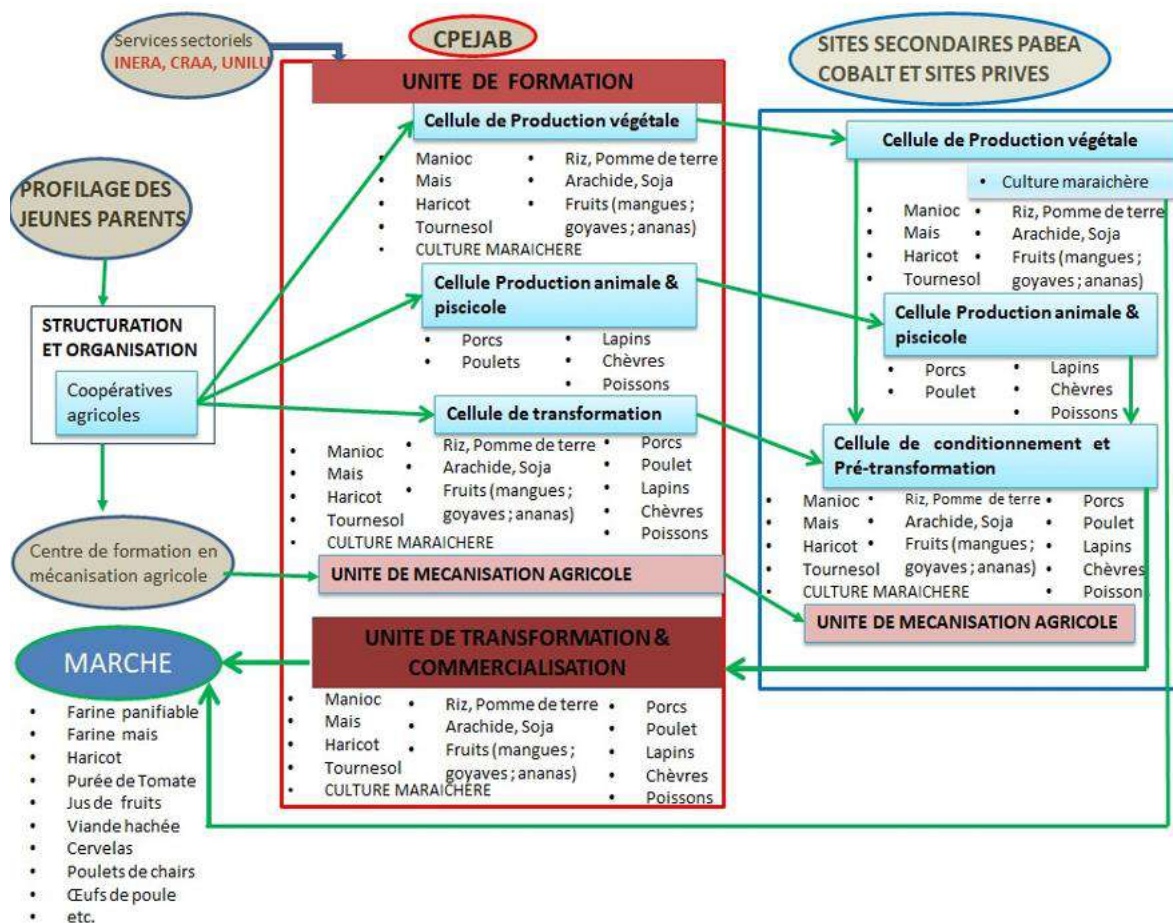 Services sectoriels
INERA, CRAA, UNILU
CPEJAB
SITES SECONDAIRES PABEA
COBALT ET SITES PRIVES
UNITE DE FORMATION
Cellule de Production végétale
• Manioc
• Mais
• Haricot
• Tournesol
• CULTURE MARAICHERE
• Riz, Pomme de terre
• Arachide, Soja
• Fruits (mangues ;
goyaves ; ananas)
Cellule Production animale &
piscicole
• Porcs
• Poulets
• Lapins
• Chèvres
• Poissons
Cellule de transformation
• Manioc
• Mais
• Haricot
• Tournesol
• CULTURE MARAICHERE
• Riz, Pomme de terre
• Arachide, Soja
• Fruits (mangues ;
goyaves ; ananas)
• Porcs
• Poulet
• Lapins
• Chèvres
• Poissons
UNITE DE MECANISATION AGRICOLE
UNITE DE TRANSFORMATION &
COMMERCIALISATION
• Manioc
• Mais
• Haricot
• Tournesol
• CULTURE MARAICHERE
• Riz, Pomme de terre
• Arachide, Soja
• Fruits (mangues ;
goyaves ; ananas)
• Porcs
• Poulet
• Lapins
• Chèvres
• Poissons
PROFILAGE DES
JEUNES PARENTS
STRUCTURATION
ET ORGANISATION
Coopératives
agricoles
Centre de formation en
mécanisation agricole
MARCHE
• Farine panifiable
• Farine mais
• Haricot
• Purée de Tomate
• Jus de fruits
• Viande hachée
• Cervelas
• Poulets de chairs
• Œufs de poule
• etc.
Cellule de Production végétale
• Culture maraichère
• Manioc
• Mais
• Haricot
• Tournesol
• Riz, Pomme de terre
• Arachide, Soja
• Fruits (mangues ;
goyaves ; ananas)
Cellule Production animale &
piscicole
• Porcs
• Poulet
• Lapins
• Chèvres
• Poissons
Cellule de conditionnement et
Pré-transformation
• Manioc
• Mais
• Haricot
• Tournesol
• CULTURE MARAICHERE
• Riz, Pomme de terre
• Arachide, Soja
• Fruits (mangues ;
goyaves ; ananas)
• Porcs
• Poulet
• Lapins
• Chèvres
• Poissons
UNITE DE MECANISATION AGRICOLE